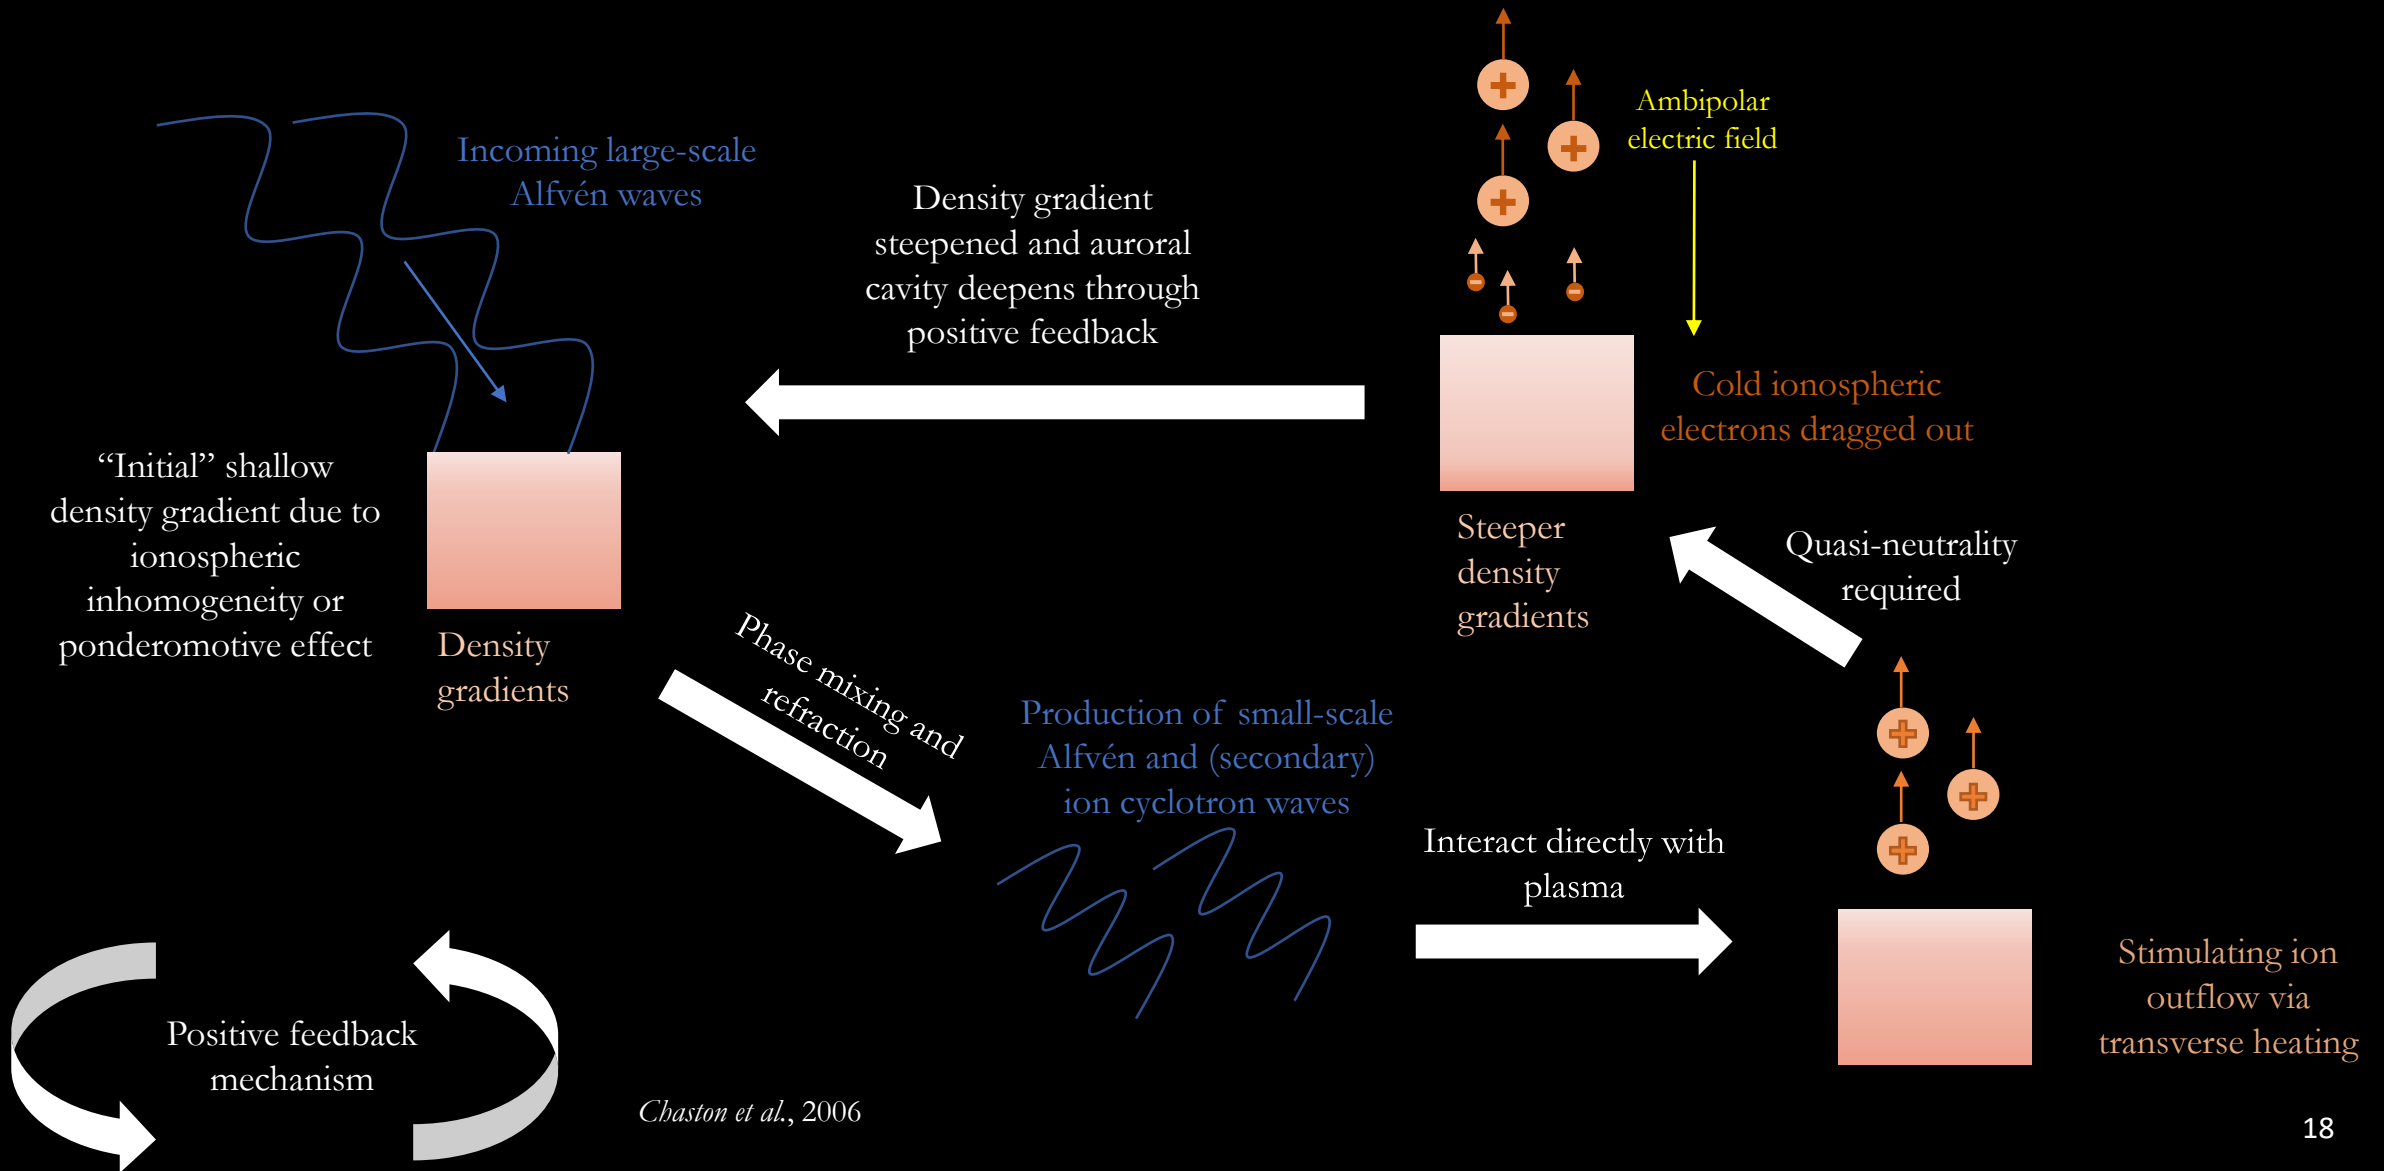 Incoming large-scale
Alfvén waves
“Initial” shallow
density gradient due to
ionospheric
inhomogeneity or
ponderomotive effect
Density
gradients
Phase mixing and
refraction
Production of small-scale
Alfvén and (secondary)
ion cyclotron waves
Interact directly with
plasma
Stimulating ion
outflow via
transverse heating
Quasi-neutrality
required
Ambipolar
electric field
Cold ionospheric
electrons dragged out
Steeper
density
gradients
Density gradient
steepened and auroral
cavity deepens through
positive feedback
Positive feedback
mechanism
Chaston et al., 2006
18